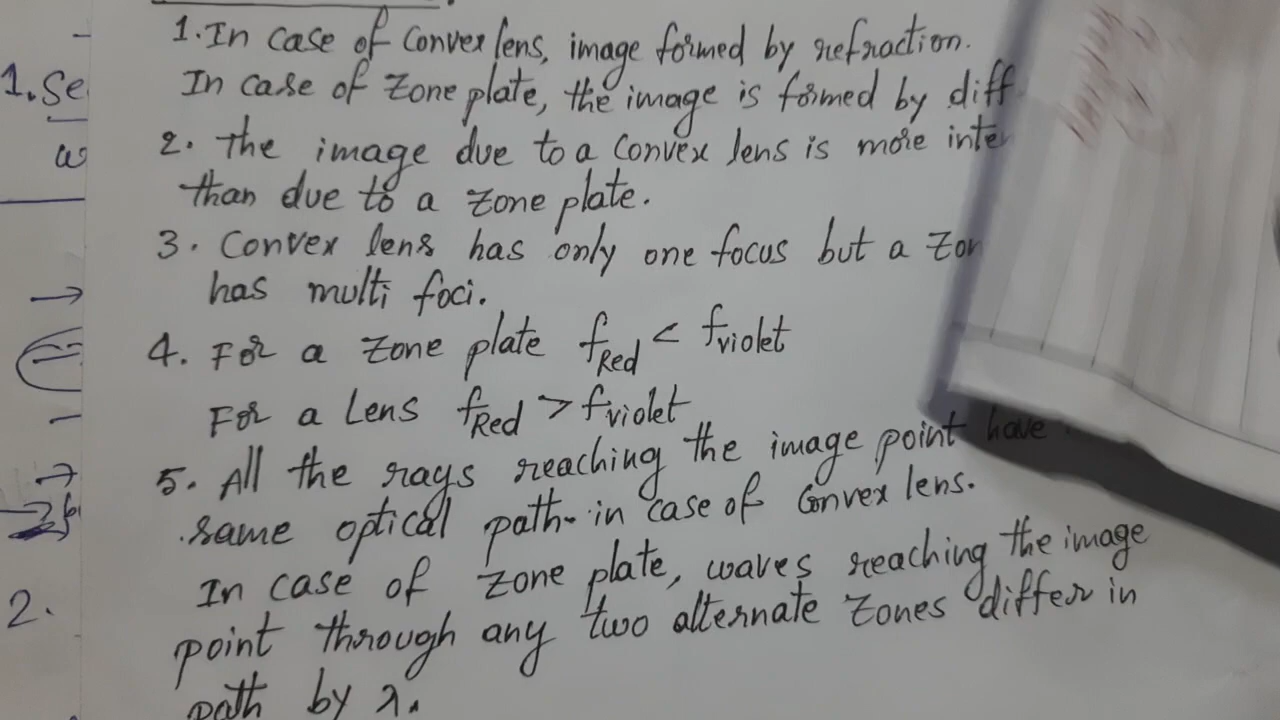 1. In case of Convex lens, image formed by refraction.
In case of Zone plate, the image is formed by diff
2. The image due to a Convex lens is more inte
than due to a Zone plate.
3. Convex lens has only one focus but a Zon
has multi foci.
4. For a Zone plate fRed < fviolet
For a Lens fRed > fviolet
5. All the rays reaching the image point have
same optical path in case of Convex lens.
In case of Zone plate, waves reaching the image
point through any two alternate Zones differ in
path by λ.
1. Se
2.